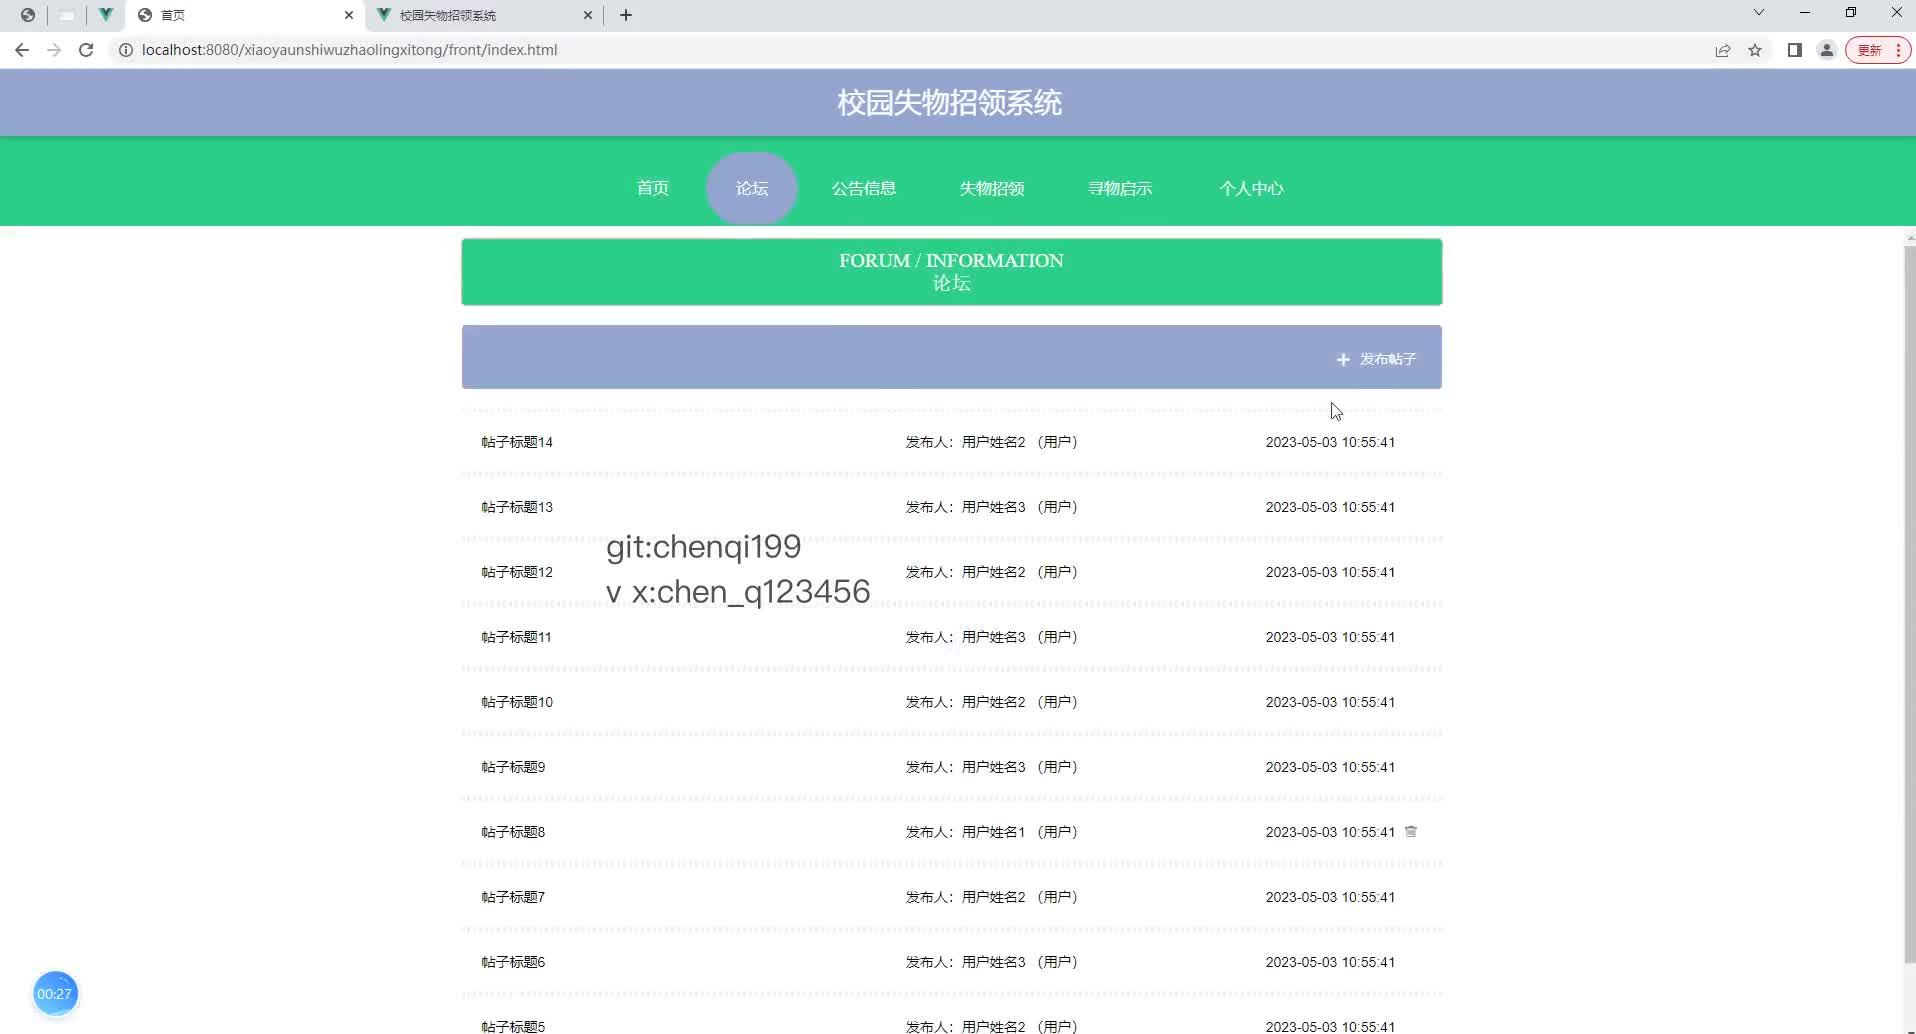 首页
校园失物招领系统
localhost:8080/xiaoyaunshiwuzhaolingxitong/front/index.html
更新
校园失物招领系统
首页 论坛 公告信息 失物招领 寻物启示 个人中心
FORUM / INFORMATION
论坛
发布帖子
帖子标题14 发布人：用户姓名2 （用户） 2023-05-03 10:55:41
帖子标题13 发布人：用户姓名3 （用户） 2023-05-03 10:55:41
git:chenqi199
帖子标题12 发布人：用户姓名2 （用户） 2023-05-03 10:55:41
v x:chen_q123456
帖子标题11 发布人：用户姓名3 （用户） 2023-05-03 10:55:41
帖子标题10 发布人：用户姓名2 （用户） 2023-05-03 10:55:41
帖子标题9 发布人：用户姓名3 （用户） 2023-05-03 10:55:41
帖子标题8 发布人：用户姓名1 （用户） 2023-05-03 10:55:41
帖子标题7 发布人：用户姓名2 （用户） 2023-05-03 10:55:41
帖子标题6 发布人：用户姓名3 （用户） 2023-05-03 10:55:41
00:27
帖子标题5 发布人：用户姓名2 （用户） 2023-05-03 10:55:41